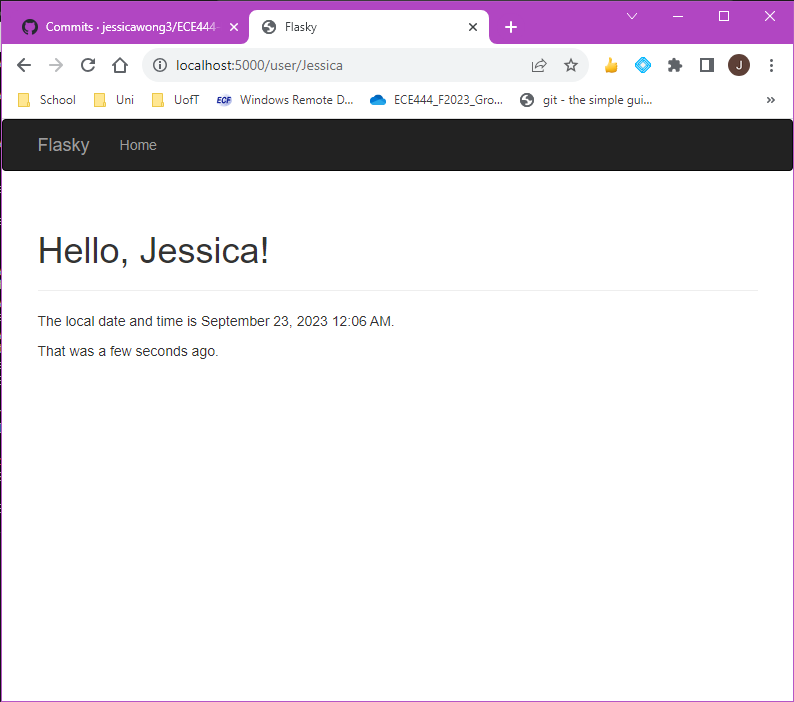 Commits · jessicawong3/ECE444-
Flasky
localhost:5000/user/Jessica
J
School
Uni
UofT
ECF
Windows Remote D...
ECE444_F2023_Gro...
git - the simple gui...
Flasky
Home
Hello, Jessica!
The local date and time is September 23, 2023 12:06 AM.
That was a few seconds ago.